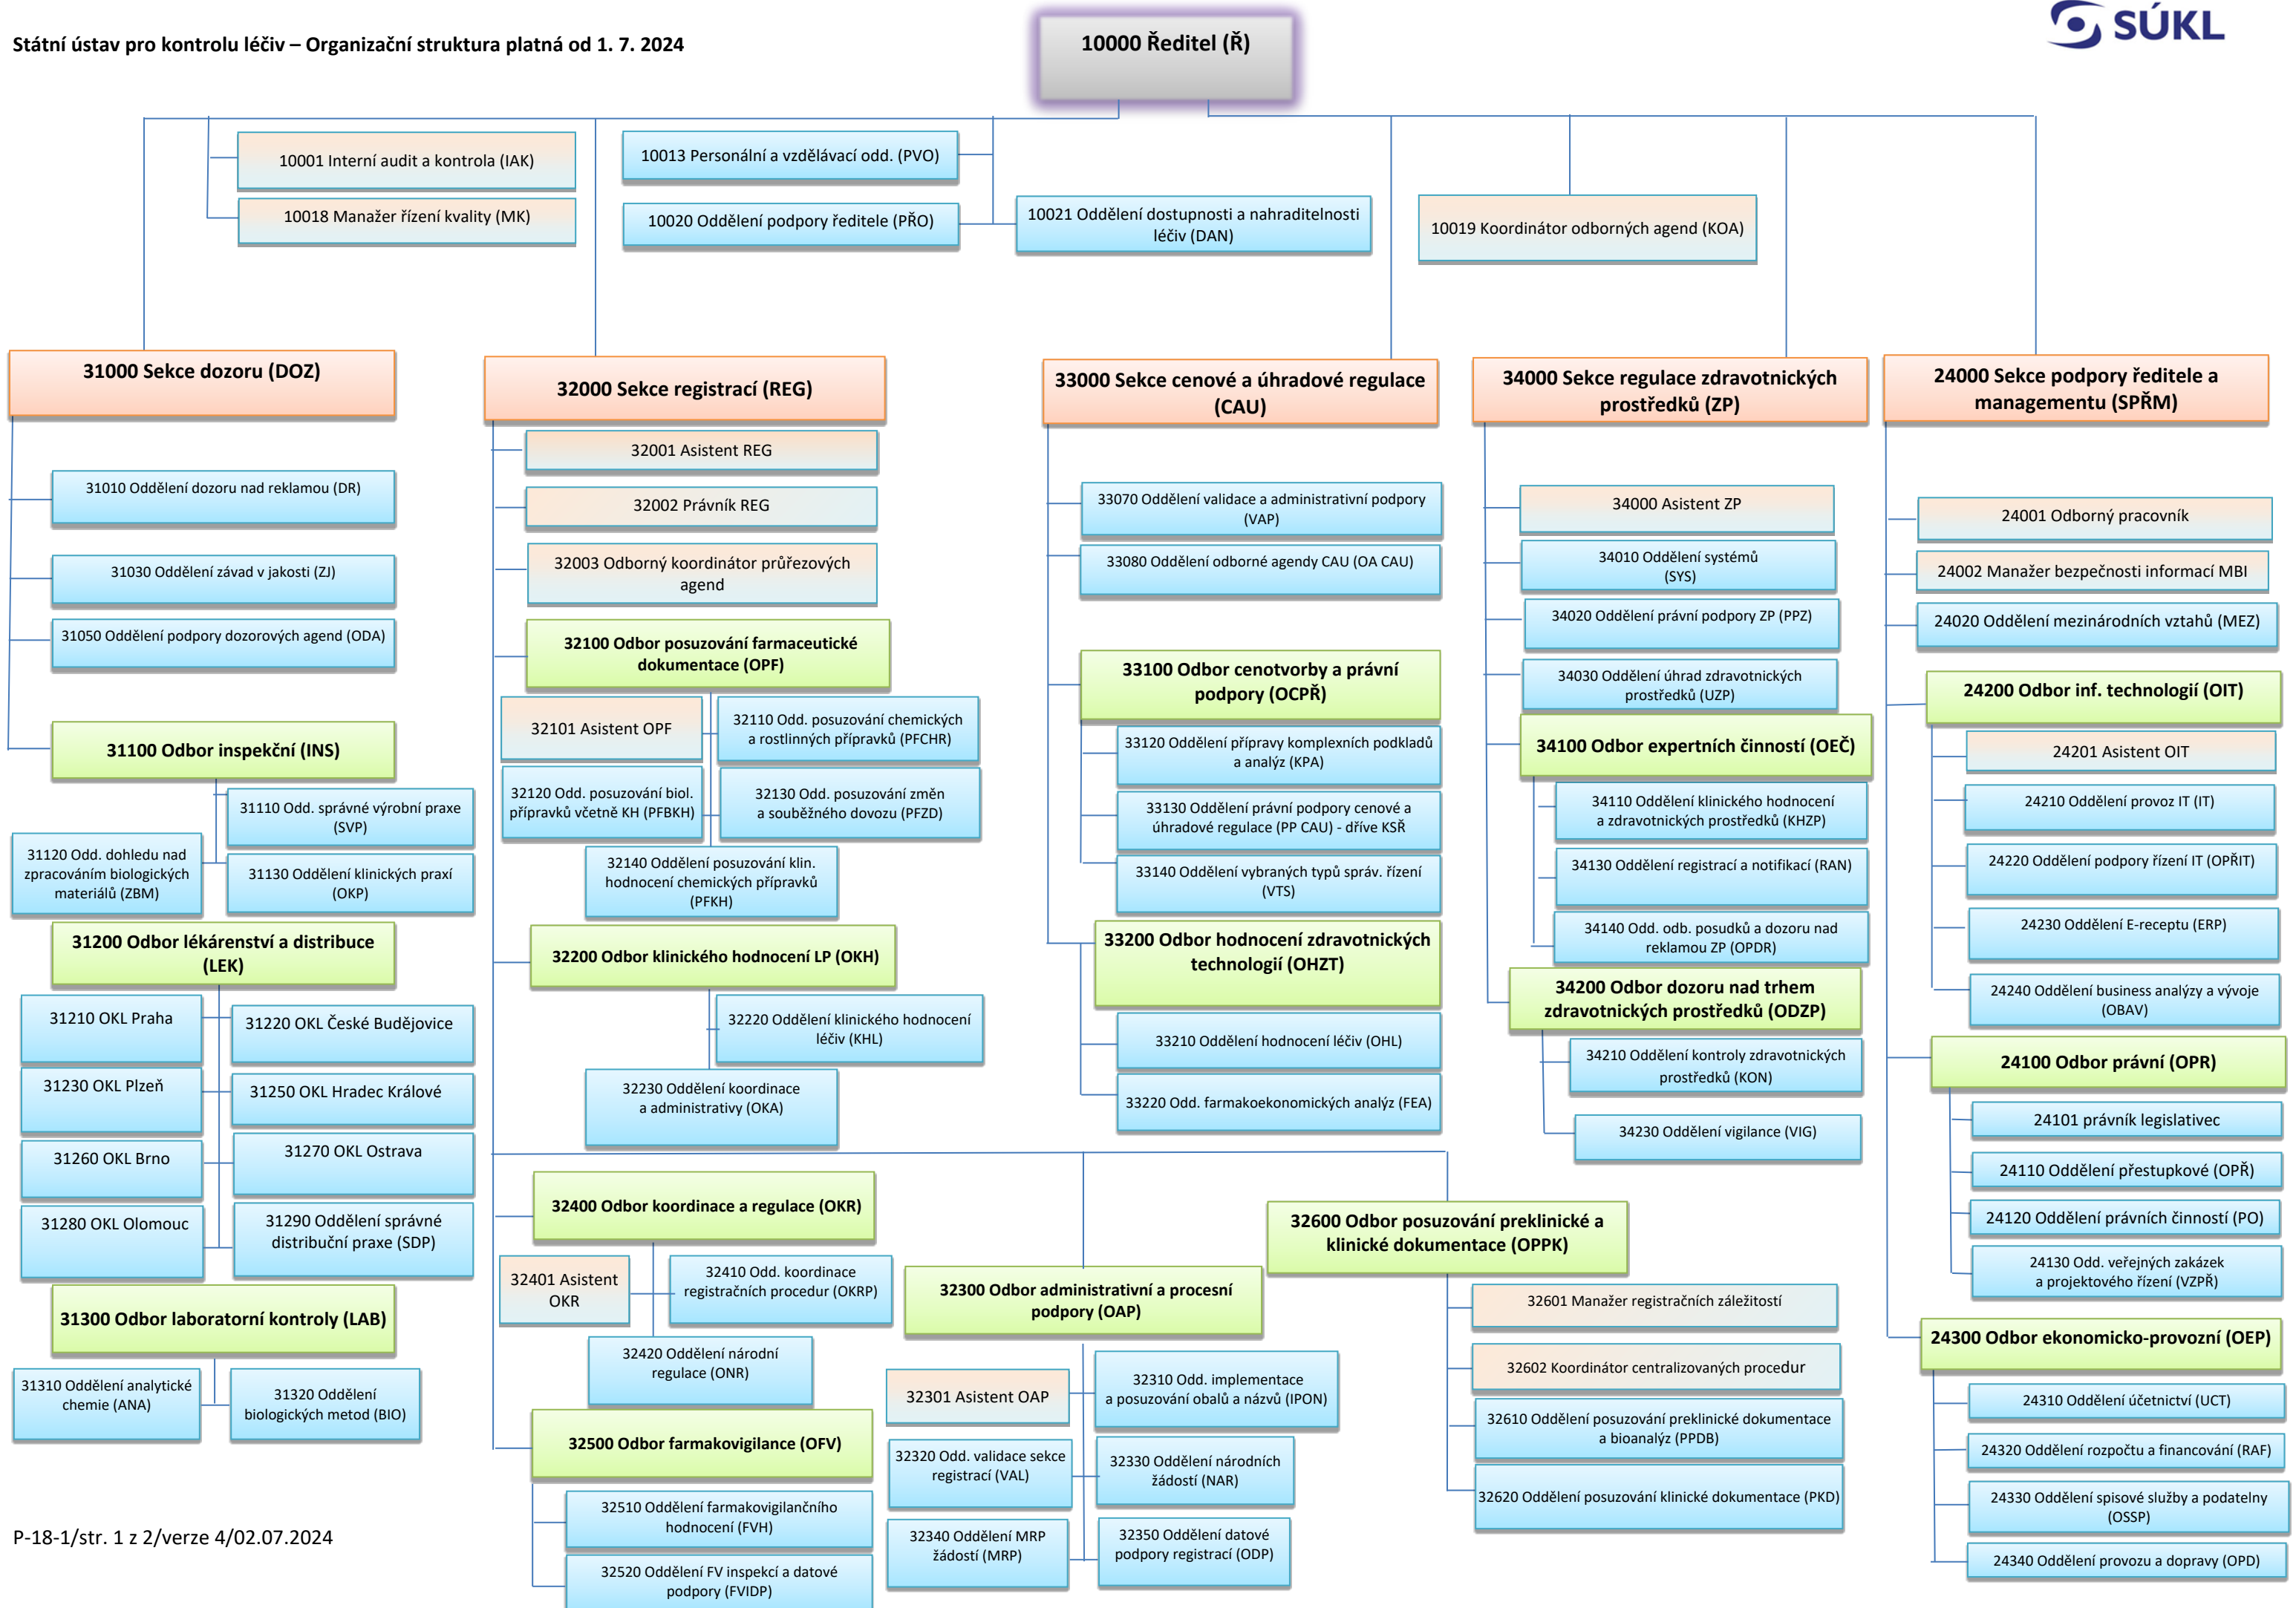 Státní ústav pro kontrolu léčiv – Organizační struktura platná od 1. 7. 2024
10000 Ředitel (Ř)
SÚKL
10001 Interní audit a kontrola (IAK)
10018 Manažer řízení kvality (MK)
10013 Personální a vzdělávací odd. (PVO)
10020 Oddělení podpory ředitele (PŘO)
10021 Oddělení dostupnosti a nahraditelnosti
léčiv (DAN)
10019 Koordinátor odborných agend (KOA)
31000 Sekce dozoru (DOZ)
31010 Oddělení dozoru nad reklamou (DR)
31030 Oddělení závad v jakosti (ZJ)
31050 Oddělení podpory dozorových agend (ODA)
31100 Odbor inspekční (INS)
31110 Odd. správné výrobní praxe
(SVP)
31120 Odd. dohledu nad
zpracováním biologických
materiálů (ZBM)
31130 Oddělení klinických praxí
(OKP)
31200 Odbor lékárenství a distribuce
(LEK)
31210 OKL Praha
31220 OKL České Budějovice
31230 OKL Plzeň
31250 OKL Hradec Králové
31260 OKL Brno
31270 OKL Ostrava
31280 OKL Olomouc
31290 Oddělení správné
distribuční praxe (SDP)
31300 Odbor laboratorní kontroly (LAB)
31310 Oddělení analytické
chemie (ANA)
31320 Oddělení
biologických metod (BIO)
32000 Sekce registrací (REG)
32001 Asistent REG
32002 Právník REG
32003 Odborný koordinátor průřezových
agend
32100 Odbor posuzování farmaceutické
dokumentace (OPF)
32101 Asistent OPF
32110 Odd. posuzování chemických
a rostlinných přípravků (PFCHR)
32120 Odd. posuzování biol.
přípravků včetně KH (PFBKH)
32130 Odd. posuzování změn
a souběžného dovozu (PFZD)
32140 Oddělení posuzování klin.
hodnocení chemických přípravků
(PFKH)
32200 Odbor klinického hodnocení LP (OKH)
32220 Oddělení klinického hodnocení
léčiv (KHL)
32230 Oddělení koordinace
a administrativy (OKA)
32400 Odbor koordinace a regulace (OKR)
32401 Asistent
OKR
32410 Odd. koordinace
registračních procedur (OKRP)
32420 Oddělení národní
regulace (ONR)
32500 Odbor farmakovigilance (OFV)
32510 Oddělení farmakovigilančního
hodnocení (FVH)
32520 Oddělení FV inspekcí a datové
podpory (FVIDP)
32300 Odbor administrativní a procesní
podpory (OAP)
32301 Asistent OAP
32310 Odd. implementace
a posuzování obalů a názvů (IPON)
32320 Odd. validace sekce
registrací (VAL)
32330 Oddělení národních
žádostí (NAR)
32340 Oddělení MRP
žádostí (MRP)
32350 Oddělení datové
podpory registrací (ODP)
32600 Odbor posuzování preklinické a
klinické dokumentace (OPPK)
32601 Manažer registračních záležitostí
32602 Koordinátor centralizovaných procedur
32610 Oddělení posuzování preklinické dokumentace
a bioanalýz (PPDB)
32620 Oddělení posuzování klinické dokumentace (PKD)
33000 Sekce cenové a úhradové regulace
(CAU)
33070 Oddělení validace a administrativní podpory
(VAP)
33080 Oddělení odborné agendy CAU (OA CAU)
33100 Odbor cenotvorby a právní
podpory (OCPŘ)
33120 Oddělení přípravy komplexních podkladů
a analýz (KPA)
33130 Oddělení právní podpory cenové a
úhradové regulace (PP CAU) - dříve KSŘ
33140 Oddělení vybraných typů správ. řízení
(VTS)
33200 Odbor hodnocení zdravotnických
technologií (OHZT)
33210 Oddělení hodnocení léčiv (OHL)
33220 Odd. farmakoekonomických analýz (FEA)
34000 Sekce regulace zdravotnických
prostředků (ZP)
34000 Asistent ZP
34010 Oddělení systémů
(SYS)
34020 Oddělení právní podpory ZP (PPZ)
34030 Oddělení úhrad zdravotnických
prostředků (UZP)
34100 Odbor expertních činností (OEČ)
34110 Oddělení klinického hodnocení
a zdravotnických prostředků (KHZP)
34130 Oddělení registrací a notifikací (RAN)
34140 Odd. odb. posudků a dozoru nad
reklamou ZP (OPDR)
34200 Odbor dozoru nad trhem
zdravotnických prostředků (ODZP)
34210 Oddělení kontroly zdravotnických
prostředků (KON)
34230 Oddělení vigilance (VIG)
24000 Sekce podpory ředitele a
managementu (SPŘM)
24001 Odborný pracovník
24002 Manažer bezpečnosti informací MBI
24020 Oddělení mezinárodních vztahů (MEZ)
24200 Odbor inf. technologií (OIT)
24201 Asistent OIT
24210 Oddělení provoz IT (IT)
24220 Oddělení podpory řízení IT (OPŘIT)
24230 Oddělení E-receptu (ERP)
24240 Oddělení business analýzy a vývoje
(OBAV)
24100 Odbor právní (OPR)
24101 právník legislativec
24110 Oddělení přestupkové (OPŘ)
24120 Oddělení právních činností (PO)
24130 Odd. veřejných zakázek
a projektového řízení (VZPŘ)
24300 Odbor ekonomicko-provozní (OEP)
24310 Oddělení účetnictví (UCT)
24320 Oddělení rozpočtu a financování (RAF)
24330 Oddělení spisové služby a podatelny
(OSSP)
24340 Oddělení provozu a dopravy (OPD)
P-18-1/str. 1 z 2/verze 4/02.07.2024